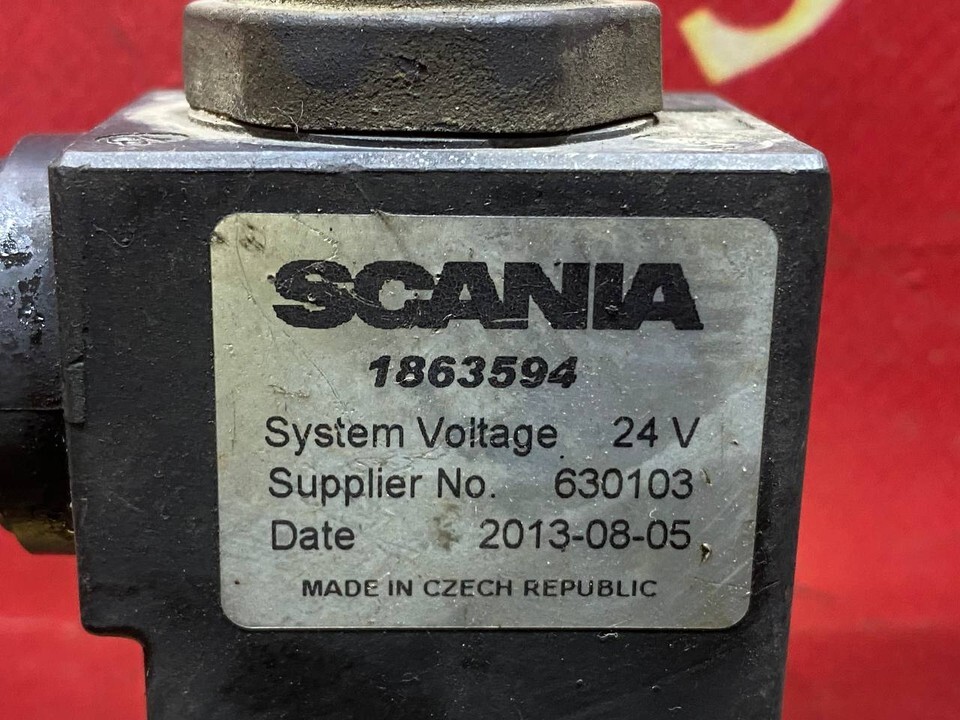 SCANIA
1863594
System Voltage 24 V
Supplier No. 630103
Date 2013-08-05
MADE IN CZECH REPUBLIC